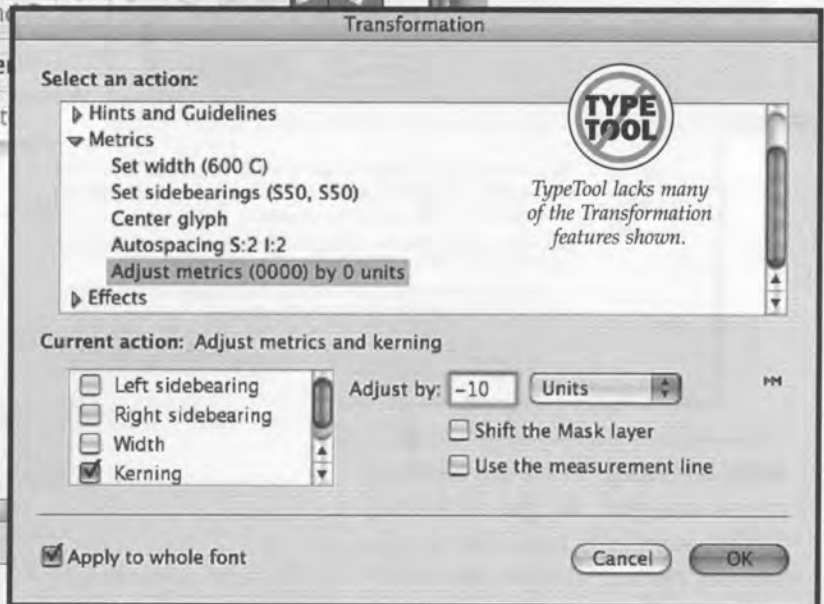 Transformation
Select an action:
Hints and Guidelines
Metrics
Set width (600 C)
Set sidebearings (S50, S50)
Center glyph
Autospacing S:2 I:2
Adjust metrics (0000) by 0 units
Effects
TYPE
TOOL
TypeTool lacks many
of the Transformation
features shown.
Current action: Adjust metrics and kerning
Left sidebearing
Right sidebearing
Width
Kerning
Adjust by: -10 Units
Shift the Mask layer
Use the measurement line
Apply to whole font
Cancel OK